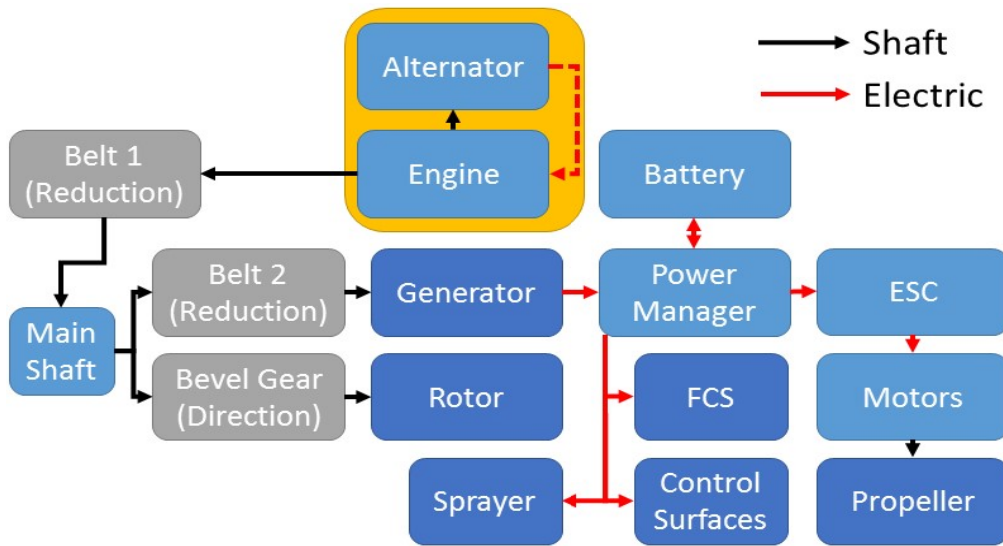 Alternator
Shaft
Electric
Belt 1
(Reduction)
Engine
Battery
Belt 2
(Reduction)
Generator
Power
Manager
ESC
Main
Shaft
Bevel Gear
(Direction)
Rotor
FCS
Motors
Sprayer
Control
Surfaces
Propeller